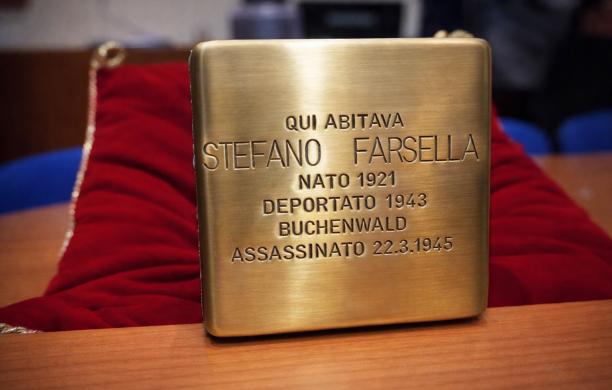 QUI ABITAVA
STEFANO FARSELLA
NATO 1921
DEPORTATO 1943
BUCHENWALD
ASSASSINATO 22.3.1945